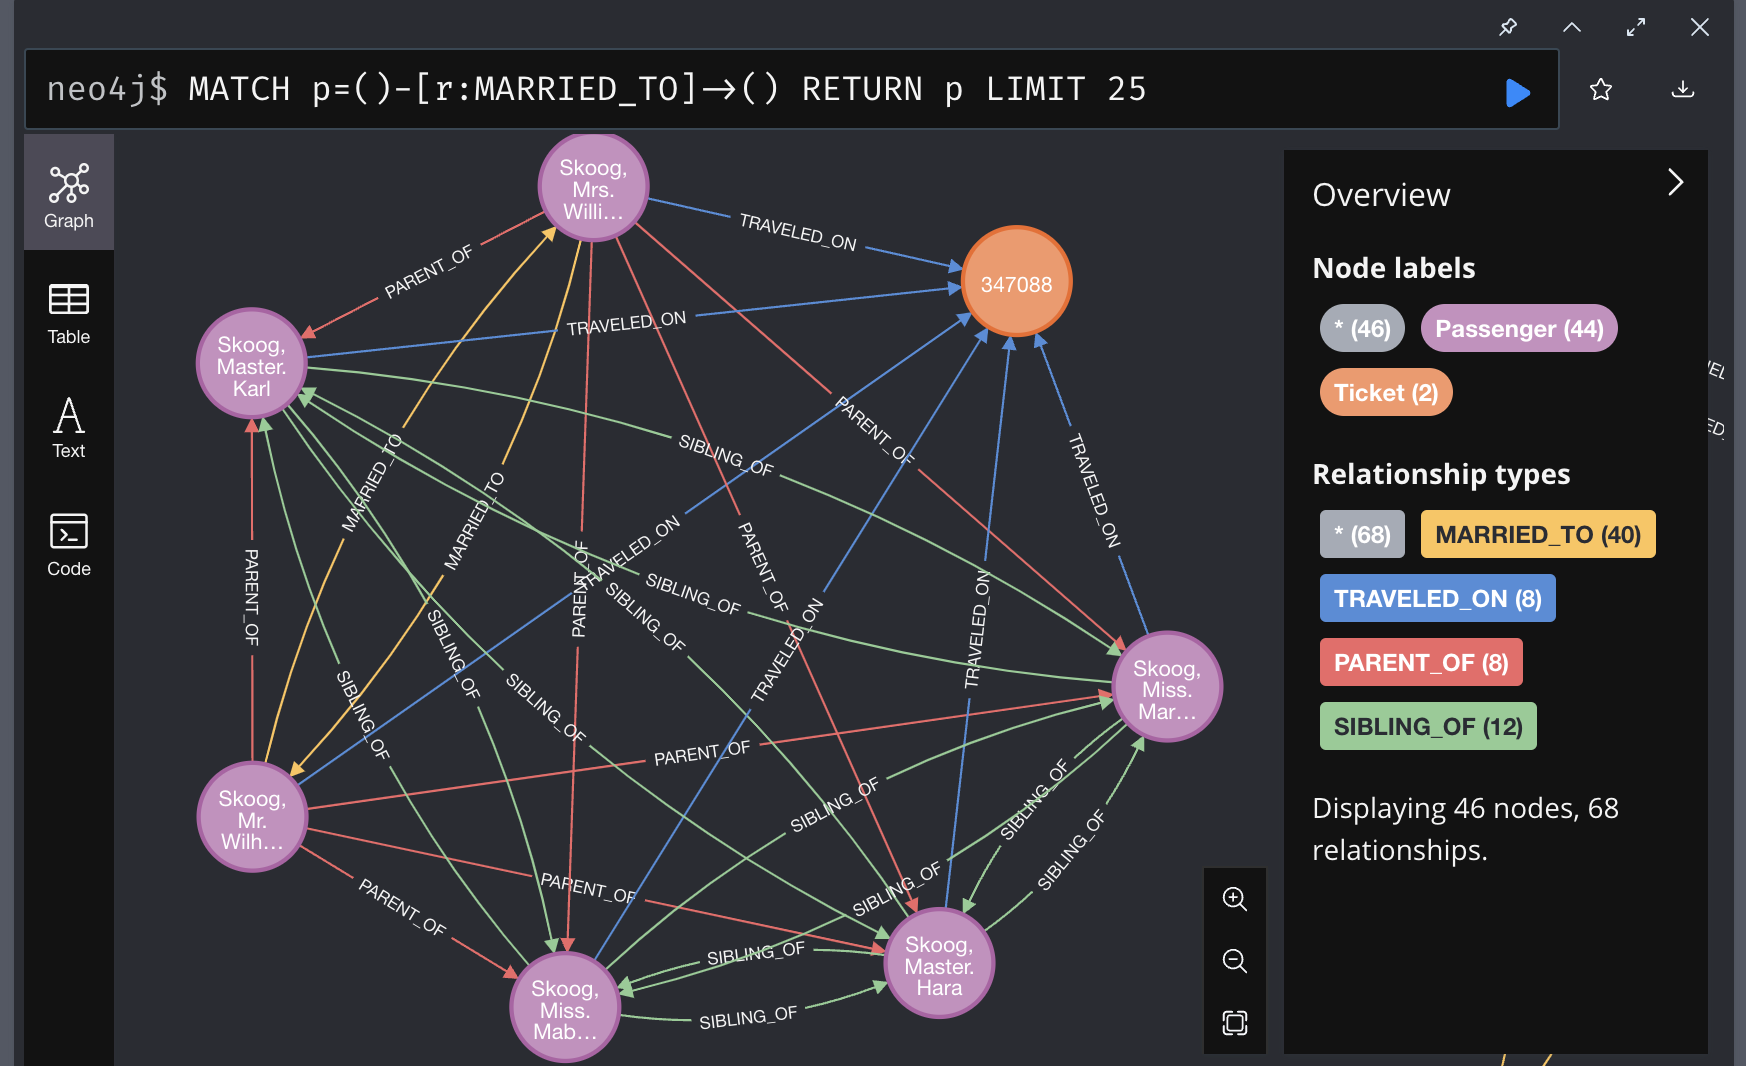 neo4j$ MATCH p=()-[r:MARRIED_TO]->() RETURN p LIMIT 25
Graph
Table
Text
Code
Skoog,
Mrs.
Willi...
TRAVELED_ON
347088
PARENT_OF
TRAVELED_ON
Skoog,
Master.
Karl
PARENT_OF
SIBLING_OF
MARRIED_TO
MARRIED_TO
TRAVELED_ON
TRAVELED_ON
PARENT_OF
PARENT_OF
PARENT_OF
SIBLING_OF
SIBLING_OF
TRAVELED_ON
SIBLING_OF
TRAVELED_ON
SIBLING_OF
SIBLING_OF
Skoog,
Miss.
Mar...
PARENT_OF
SIBLING_OF
SIBLING_OF
SIBLING_OF
Skoog,
Mr.
Wilh...
PARENT_OF
PARENT_OF
SIBLING_OF
SIBLING_OF
SIBLING_OF
Skoog,
Master.
Hara
Skoog,
Miss.
Mab...
Overview
Node labels
* (46)
Passenger (44)
Ticket (2)
Relationship types
* (68)
MARRIED_TO (40)
TRAVELED_ON (8)
PARENT_OF (8)
SIBLING_OF (12)
Displaying 46 nodes, 68
relationships.